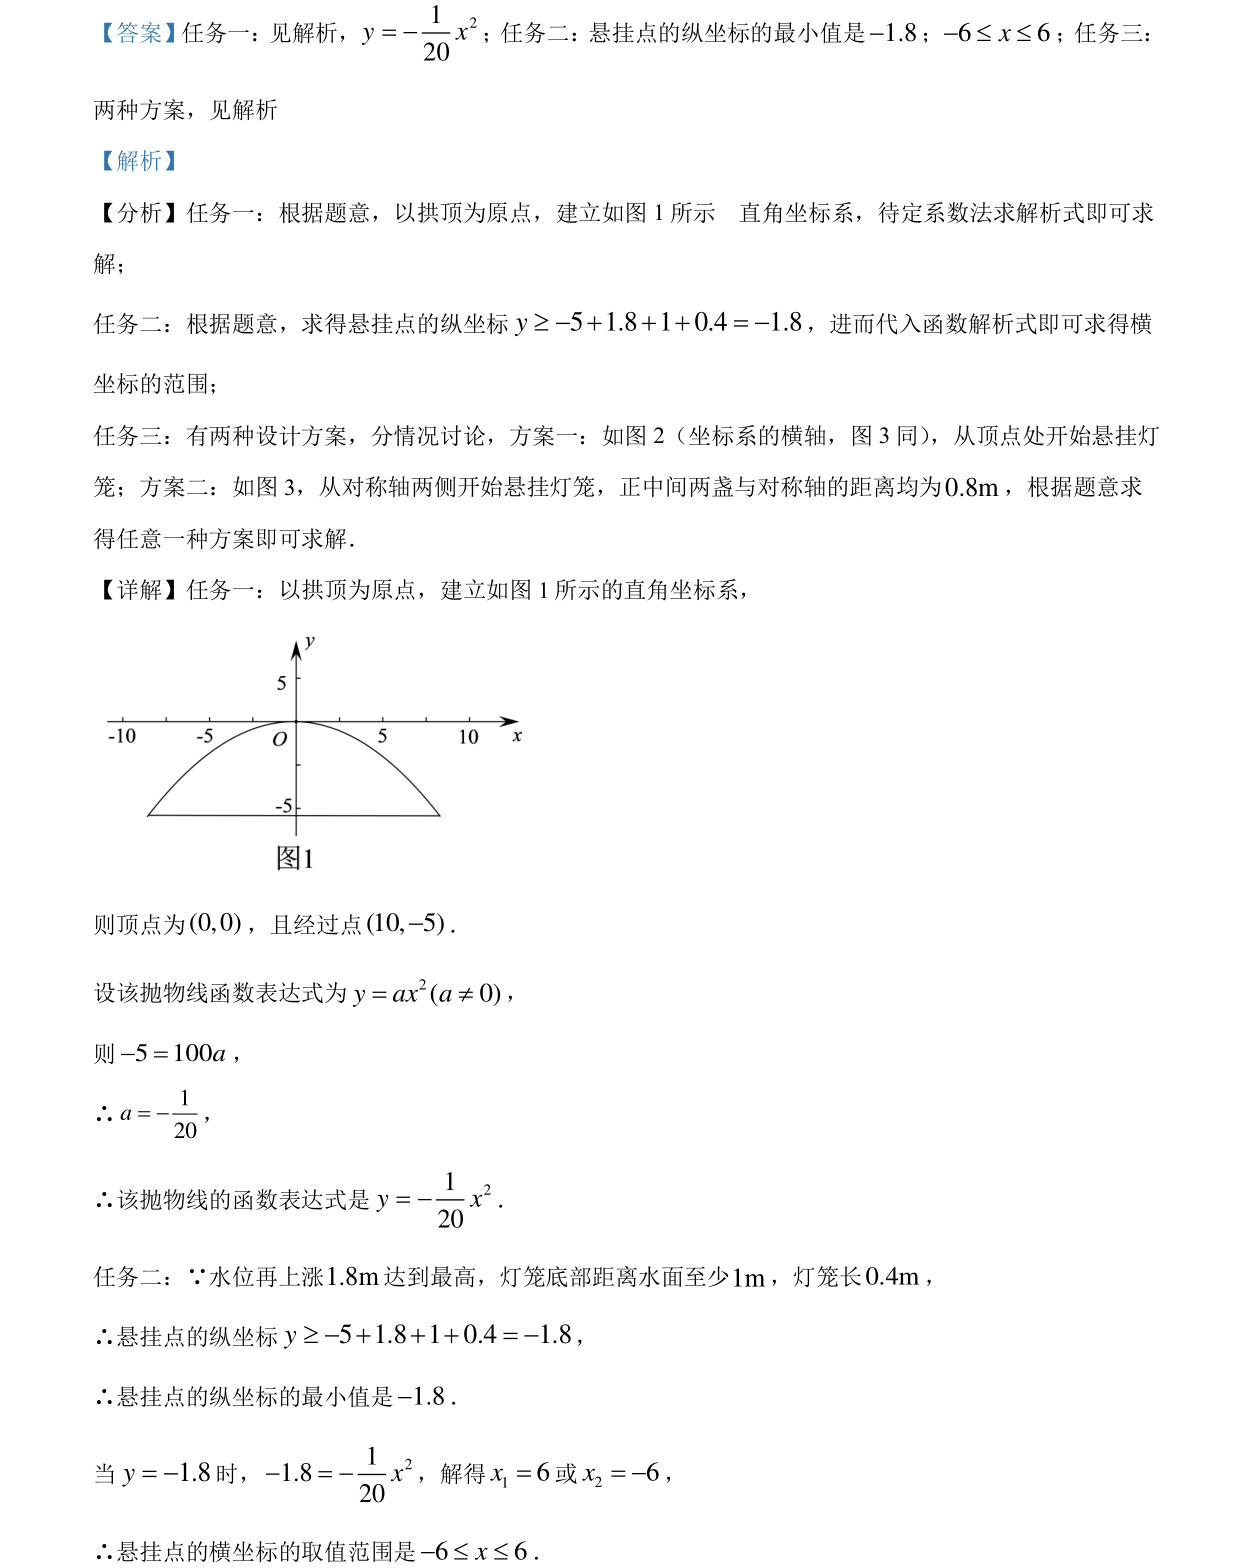 【答案】任务一：见解析，y = −1/20 x²；任务二：悬挂点的纵坐标的最小值是−1.8；−6 ≤ x ≤ 6；任务三：
两种方案，见解析
【解析】
【分析】任务一：根据题意，以拱顶为原点，建立如图 1 所示 直角坐标系，待定系数法求解析式即可求
解；
任务二：根据题意，求得悬挂点的纵坐标 y ≥ −5+1.8+1+0.4 = −1.8，进而代入函数解析式即可求得横
坐标的范围；
任务三：有两种设计方案，分情况讨论，方案一：如图 2（坐标系的横轴，图 3 同），从顶点处开始悬挂灯
笼；方案二：如图 3，从对称轴两侧开始悬挂灯笼，正中间两盏与对称轴的距离均为0.8m，根据题意求
得任意一种方案即可求解．
【详解】任务一：以拱顶为原点，建立如图 1 所示的直角坐标系，
y
5
-10 -5 O 5 10 x
-5
图1
则顶点为(0,0)，且经过点(10,−5)．
设该抛物线函数表达式为 y = ax²(a ≠ 0)，
则 −5 = 100a，
∴ a = −1/20，
∴该抛物线的函数表达式是 y = −1/20 x²．
任务二：∵水位再上涨1.8m 达到最高，灯笼底部距离水面至少1m，灯笼长0.4m，
∴悬挂点的纵坐标 y ≥ −5+1.8+1+0.4 = −1.8，
∴悬挂点的纵坐标的最小值是 −1.8．
当 y = −1.8 时，−1.8 = −1/20 x²，解得 x₁ = 6 或 x₂ = −6，
∴悬挂点的横坐标的取值范围是 −6 ≤ x ≤ 6．